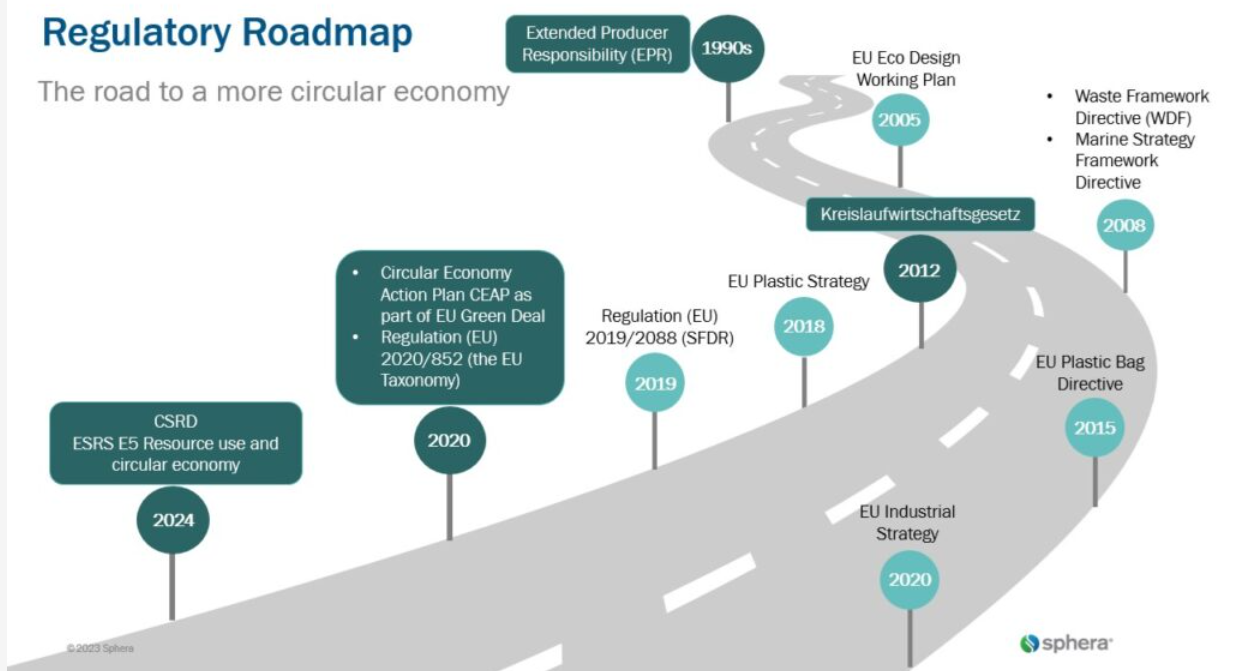 Regulatory Roadmap
The road to a more circular economy
Extended Producer
Responsibility (EPR)
1990s
EU Eco Design
Working Plan
2005
• Waste Framework
Directive (WDF)
• Marine Strategy
Framework
Directive
2008
Kreislaufwirtschaftsgesetz
2012
EU Plastic Bag
Directive
2015
EU Plastic Strategy
2018
Regulation (EU)
2019/2088 (SFDR)
2019
• Circular Economy
Action Plan CEAP as
part of EU Green Deal
• Regulation (EU)
2020/852 (the EU
Taxonomy)
2020
EU Industrial
Strategy
2020
CSRD
ESRS E5 Resource use and
circular economy
2024
©2023 Sphera
sphera